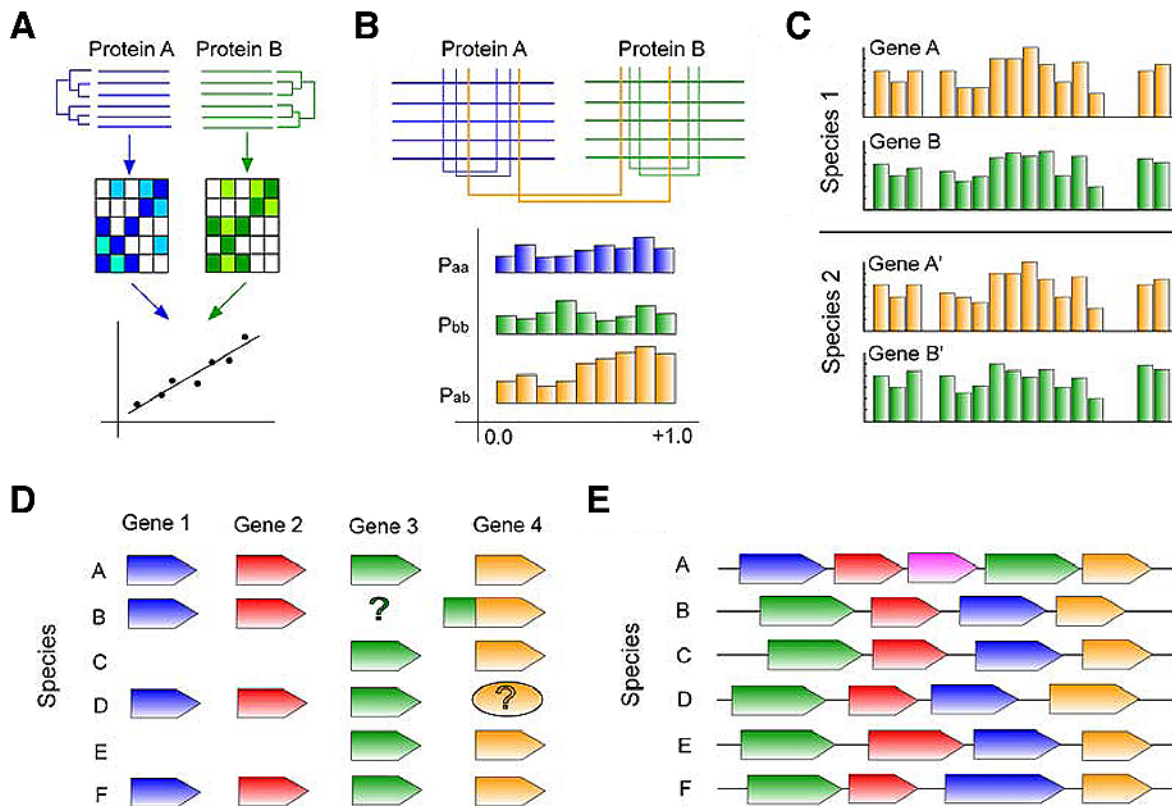 A
Protein A Protein B
B
Protein A Protein B
Paa
Pbb
Pab
0.0 +1.0
C
Species 1
Gene A
Gene B
Species 2
Gene A'
Gene B'
D
Gene 1 Gene 2 Gene 3 Gene 4
Species
A
B ?
C
D ?
E
F
E
Species
A
B
C
D
E
F